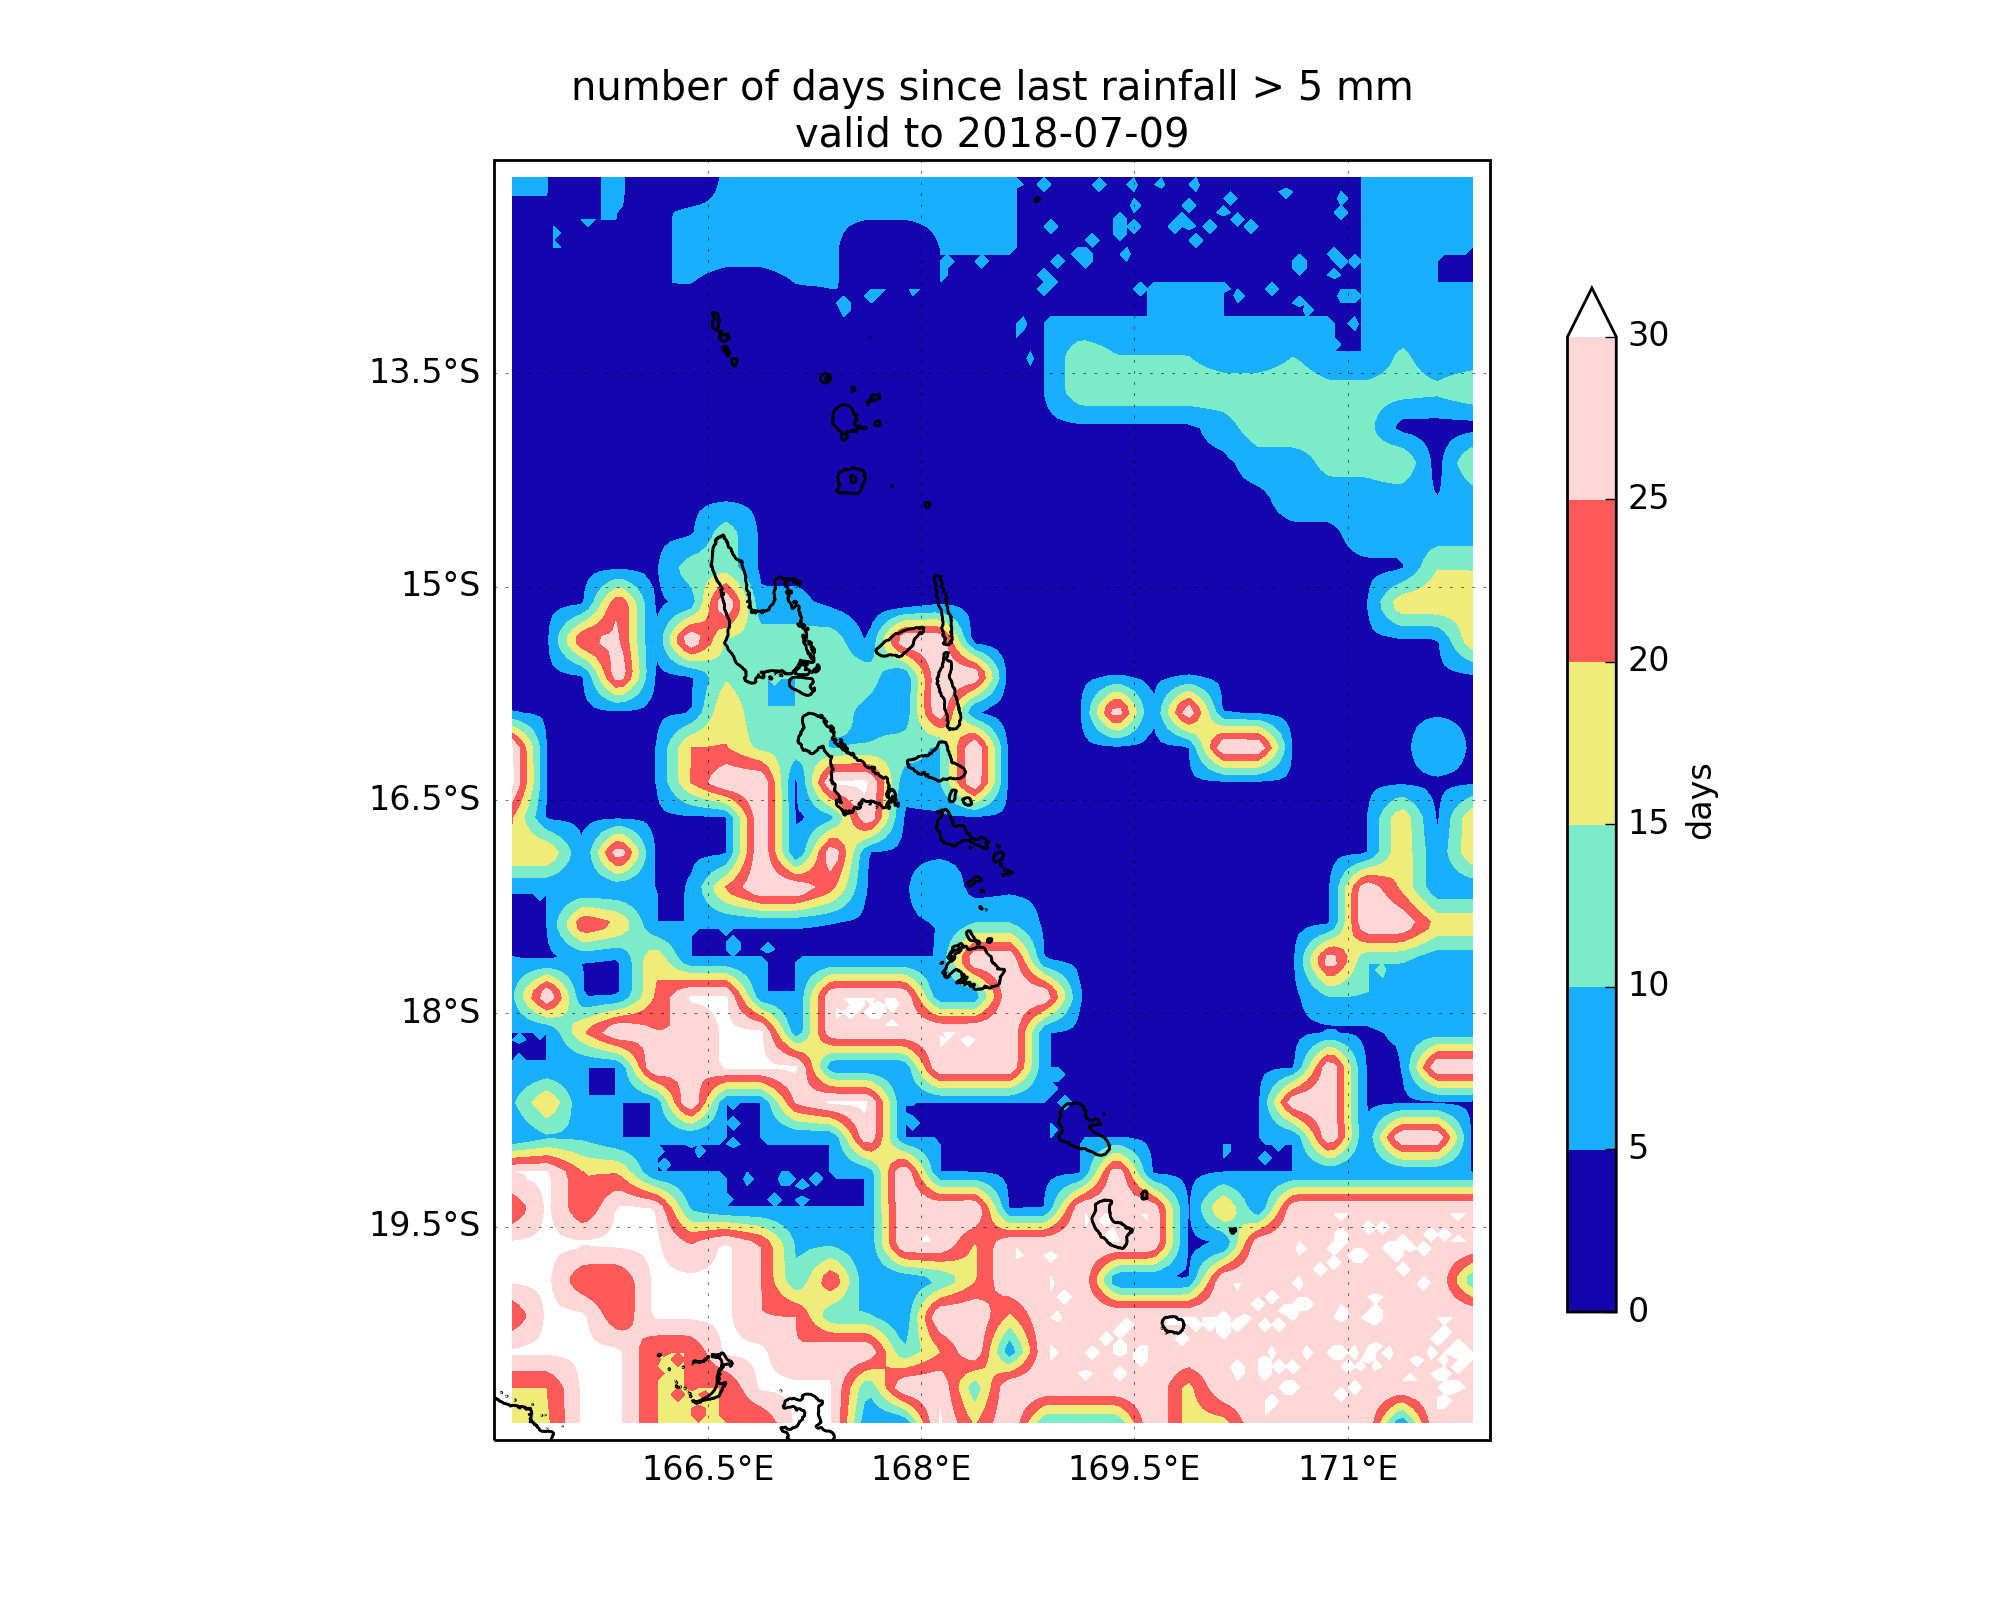 number of days since last rainfall > 5 mm
valid to 2018-07-09
13.5°S
15°S
16.5°S
18°S
19.5°S
166.5°E
168°E
169.5°E
171°E
30
25
20
15
10
5
0
days